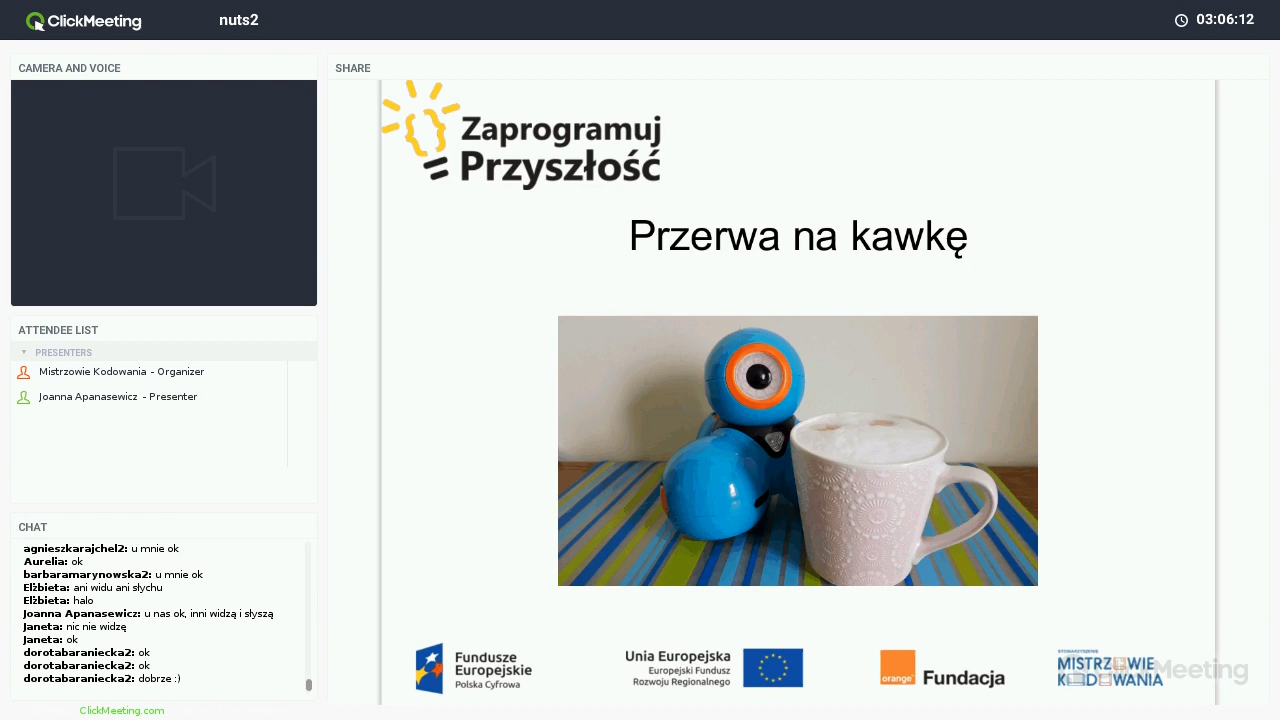 ClickMeeting
nuts2
03:06:12
CAMERA AND VOICE
SHARE
Zaprogramuj
Przyszłość
Przerwa na kawkę
ATTENDEE LIST
PRESENTERS
Mistrzowie Kodowania - Organizer
Joanna Apanasewicz - Presenter
CHAT
agnieszkarajchel2: u mnie ok
Aurelia: ok
barbaramarynowska2: u mnie ok
Elżbieta: ani widu ani słychu
Elżbieta: halo
Joanna Apanasewicz: u nas ok, inni widzą i słyszą
Janeta: nic nie widzę
Janeta: ok
dorotabaraniecka2: ok
dorotabaraniecka2: ok
dorotabaraniecka2: dobrze :)
ClickMeeting.com
Fundusze
Europejskie
Polska Cyfrowa
Unia Europejska
Europejski Fundusz
Rozwoju Regionalnego
orange™
Fundacja
STOWARZYSZENIE
MISTRZOWIE
KODOWANIA
ClickMeeting